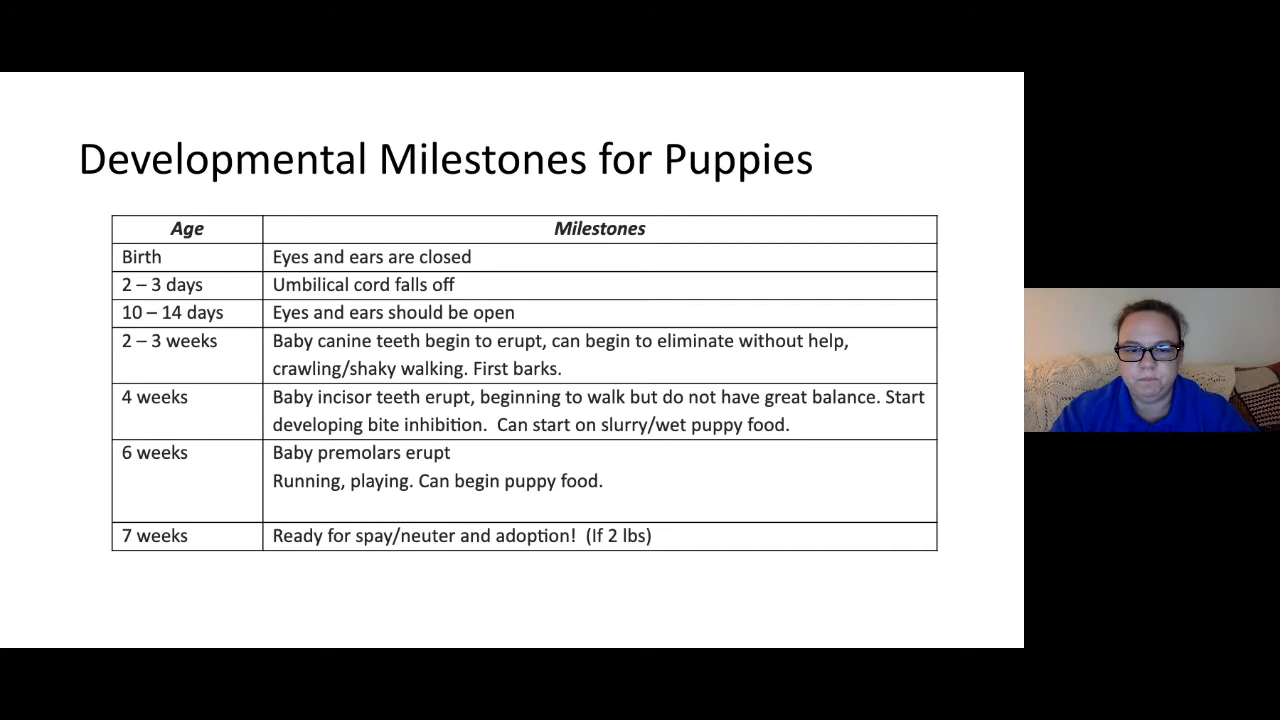 Developmental Milestones for Puppies
Age Milestones
Birth Eyes and ears are closed
2 – 3 days Umbilical cord falls off
10 – 14 days Eyes and ears should be open
2 – 3 weeks Baby canine teeth begin to erupt, can begin to eliminate without help,
crawling/shaky walking. First barks.
4 weeks Baby incisor teeth erupt, beginning to walk but do not have great balance. Start
developing bite inhibition.  Can start on slurry/wet puppy food.
6 weeks Baby premolars erupt
Running, playing. Can begin puppy food.
7 weeks Ready for spay/neuter and adoption!  (If 2 lbs)